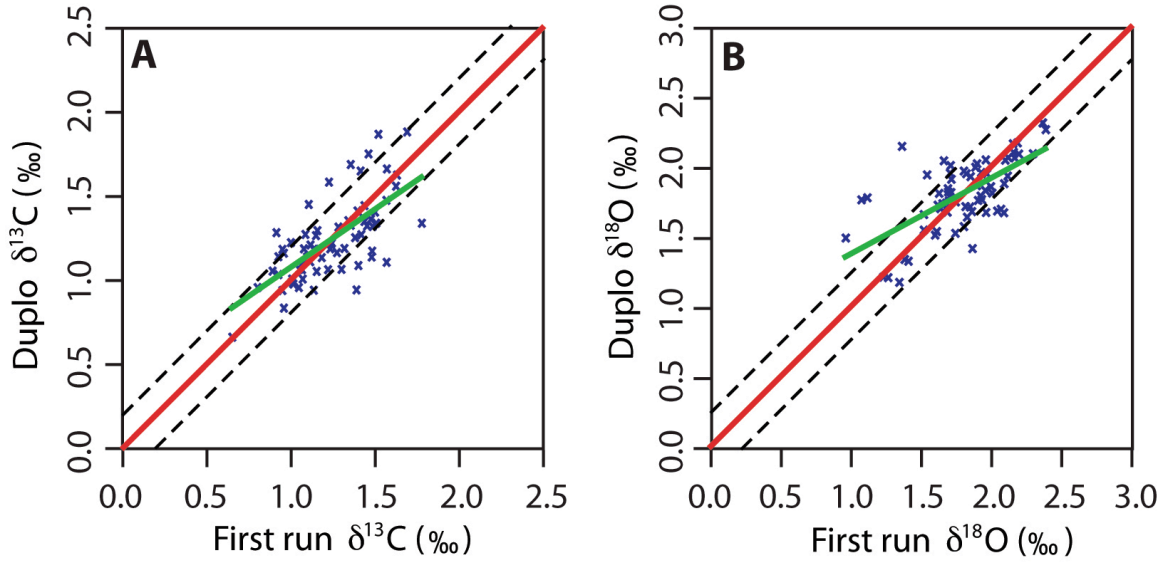 A
2.5
2.0
1.5
1.0
0.5
0.0
Duplo δ¹³C (‰)
0.0 0.5 1.0 1.5 2.0 2.5
First run δ¹³C (‰)
B
3.0
2.5
2.0
1.5
1.0
0.5
0.0
Duplo δ¹⁸O (‰)
0.0 0.5 1.0 1.5 2.0 2.5 3.0
First run δ¹⁸O (‰)